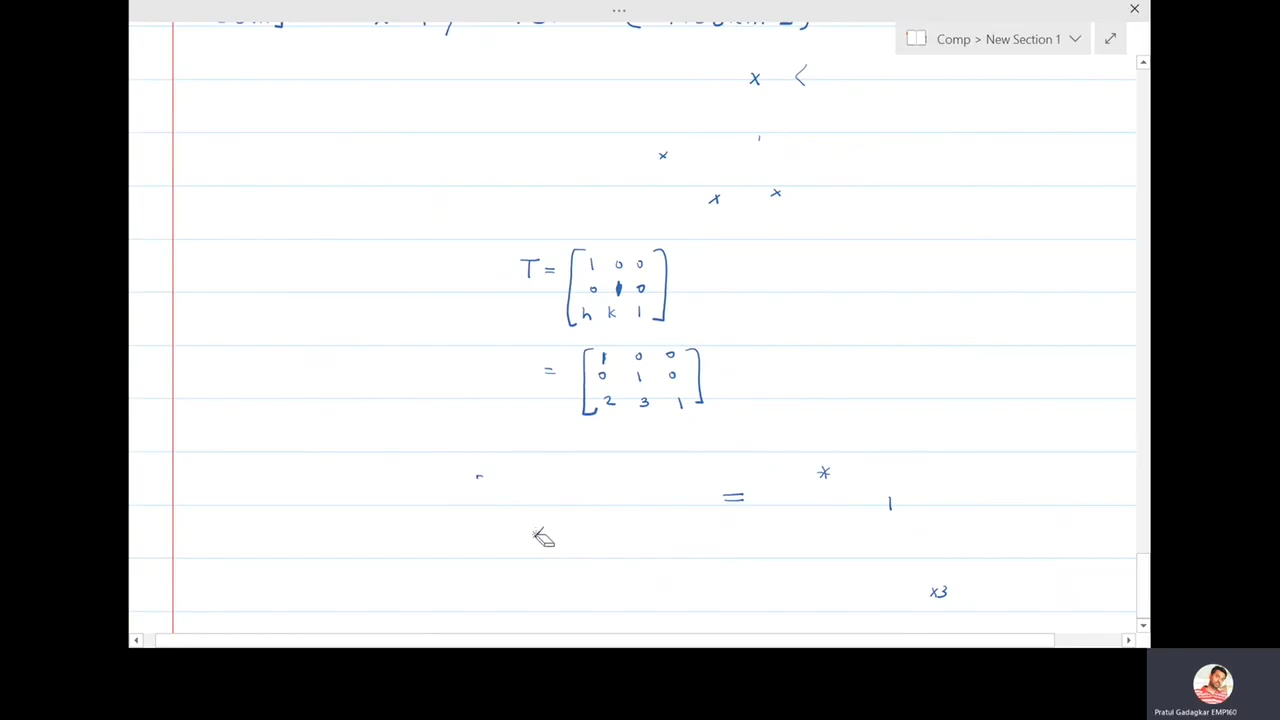 Comp > New Section 1
x <
x
x x
T = [ 1 0 0
0 1 0
h k 1 ]
= [ 1 0 0
0 1 0
2 3 1 ]
= * 1
x3
Pratul Gadagkar EMP160